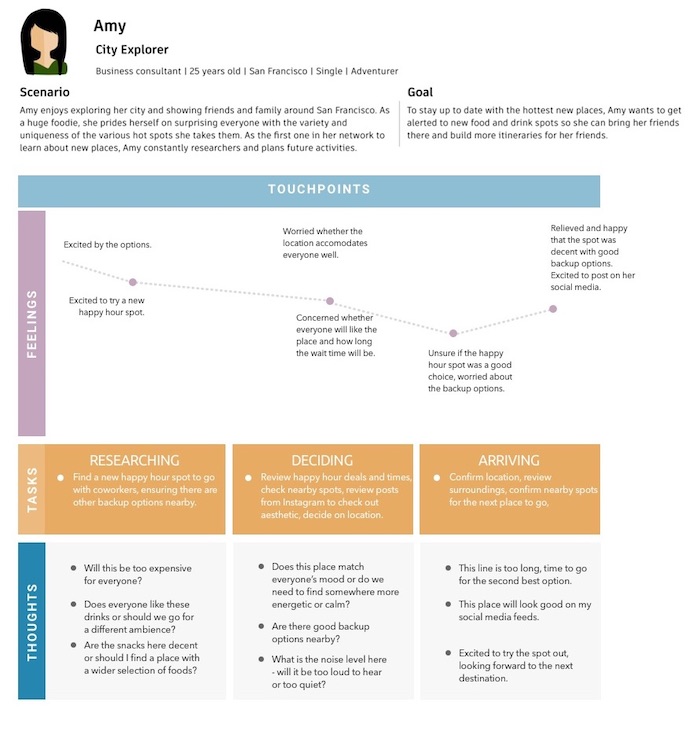 Amy
City Explorer
Business consultant | 25 years old | San Francisco | Single | Adventurer
Scenario
Amy enjoys exploring her city and showing friends and family around San Francisco. As
a huge foodie, she prides herself on surprising everyone with the variety and
uniqueness of the various hot spots she takes them. As the first one in her network to
learn about new places, Amy constantly researchers and plans future activities.
Goal
To stay up to date with the hottest new places, Amy wants to get
alerted to new food and drink spots so she can bring her friends
there and build more itineraries for her friends.
TOUCHPOINTS
FEELINGS
Excited by the options.
Excited to try a new
happy hour spot.
Worried whether the
location accomodates
everyone well.
Concerned whether
everyone will like the
place and how long
the wait time will be.
Unsure if the happy
hour spot was a good
choice, worried about
the backup options.
Relieved and happy
that the spot was
decent with good
backup options.
Excited to post on her
social media.
TASKS
RESEARCHING
Find a new happy hour spot to go
with coworkers, ensuring there are
other backup options nearby.
DECIDING
Review happy hour deals and times,
check nearby spots, review posts
from Instagram to check out
aesthetic, decide on location.
ARRIVING
Confirm location, review
surroundings, confirm nearby spots
for the next place to go,
THOUGHTS
Will this be too expensive
for everyone?
Does everyone like these
drinks or should we go for
a different ambience?
Are the snacks here decent
or should I find a place with
a wider selection of foods?
Does this place match
everyone's mood or do we
need to find somewhere more
energetic or calm?
Are there good backup
options nearby?
What is the noise level here
- will it be too loud to hear
or too quiet?
This line is too long, time to go
for the second best option.
This place will look good on my
social media feeds.
Excited to try the spot out,
looking forward to the next
destination.